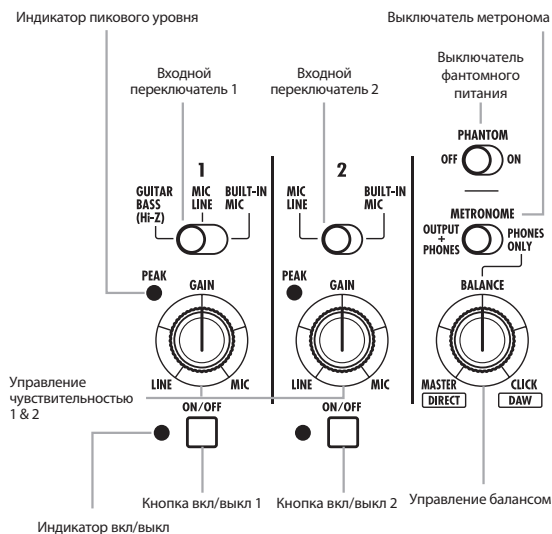 Индикатор пикового уровня
Выключатель метронома
Входной
переключатель 1
Входной
переключатель 2
Выключатель
фантомного
питания
PHANTOM
OFF
ON
1
2
GUITAR
BASS
(Hi-Z)
MIC
LINE
BUILT-IN
MIC
MIC
LINE
BUILT-IN
MIC
METRONOME
OUTPUT
+
PHONES
PHONES
ONLY
PEAK
GAIN
PEAK
GAIN
BALANCE
LINE
MIC
LINE
MIC
MASTER
DIRECT
CLICK
DAW
Управление
чувствительностью
1 & 2
ON/OFF
ON/OFF
Кнопка вкл/выкл 1
Кнопка вкл/выкл 2
Управление балансом
Индикатор вкл/выкл